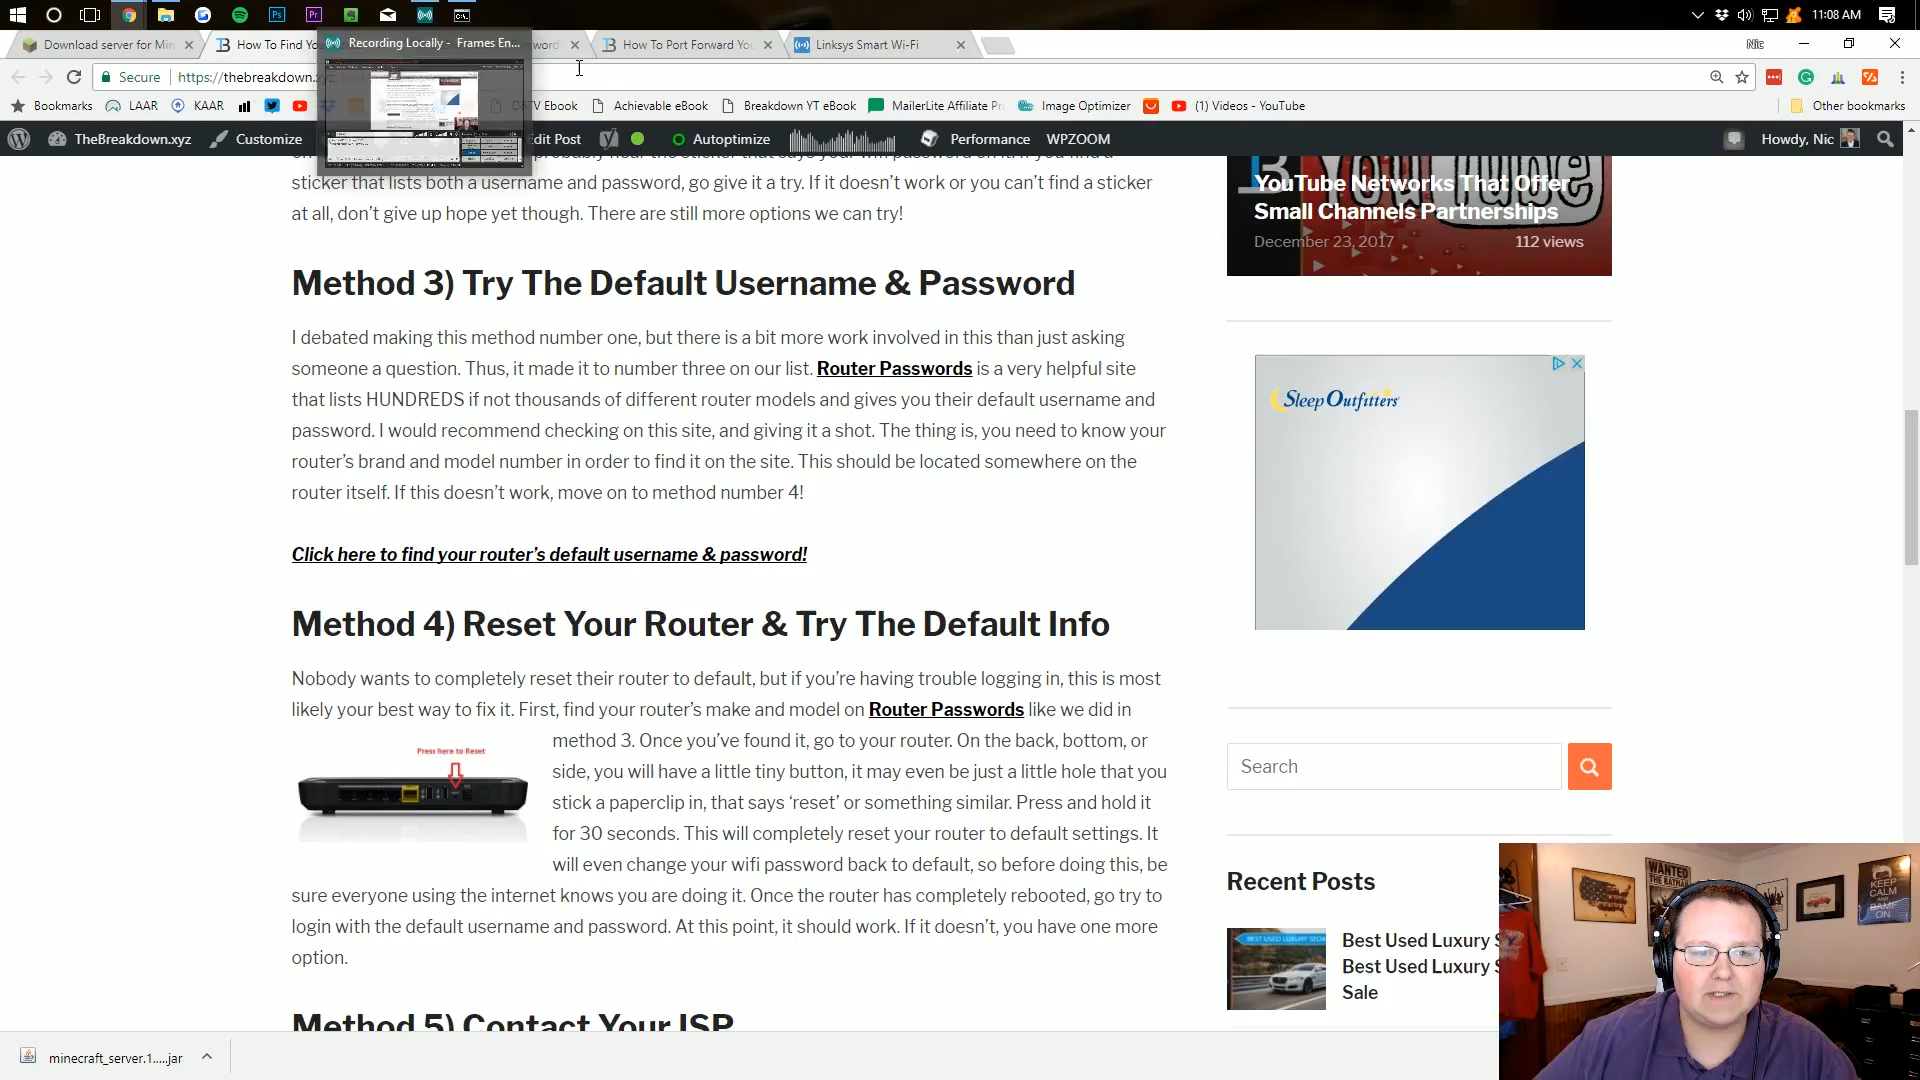 11:08 AM
Download server for Min
How To Find Yo
Recording Locally - Frames En...
How To Port Forward Yo
Linksys Smart Wi-Fi
Nic
Secure
https://thebreakdown.
Bookmarks
LAAR
KAAR
Ebook
Achievable eBook
Breakdown YT eBook
MailerLite Affiliate Pr
Image Optimizer
(1) Videos - YouTube
Other bookmarks
TheBreakdown.xyz
Customize
Edit Post
Autoptimize
Performance
WPZOOM
Howdy, Nic
sticker that lists both a username and password, go give it a try. If it doesn’t work or you can’t find a sticker
at all, don’t give up hope yet though. There are still more options we can try!
Method 3) Try The Default Username & Password
I debated making this method number one, but there is a bit more work involved in this than just asking
someone a question. Thus, it made it to number three on our list. Router Passwords is a very helpful site
that lists HUNDREDS if not thousands of different router models and gives you their default username and
password. I would recommend checking on this site, and giving it a shot. The thing is, you need to know your
router’s brand and model number in order to find it on the site. This should be located somewhere on the
router itself. If this doesn’t work, move on to method number 4!
Click here to find your router’s default username & password!
Method 4) Reset Your Router & Try The Default Info
Nobody wants to completely reset their router to default, but if you’re having trouble logging in, this is most
likely your best way to fix it. First, find your router’s make and model on Router Passwords like we did in
Press here to Reset
method 3. Once you’ve found it, go to your router. On the back, bottom, or
side, you will have a little tiny button, it may even be just a little hole that you
stick a paperclip in, that says ‘reset’ or something similar. Press and hold it
for 30 seconds. This will completely reset your router to default settings. It
will even change your wifi password back to default, so before doing this, be
sure everyone using the internet knows you are doing it. Once the router has completely rebooted, go try to
login with the default username and password. At this point, it should work. If it doesn’t, you have one more
option.
Method 5) Contact Your ISP
YouTube Networks That Offer
Small Channels Partnerships
December 23, 2017
112 views
SleepOutfitters
Search
Recent Posts
BEST USED LUXURY SEDA
Best Used Luxury S
Best Used Luxury S
Sale
WANTED
KEEP
CALM
AND
BAMF
ON
minecraft_server.1.....jar